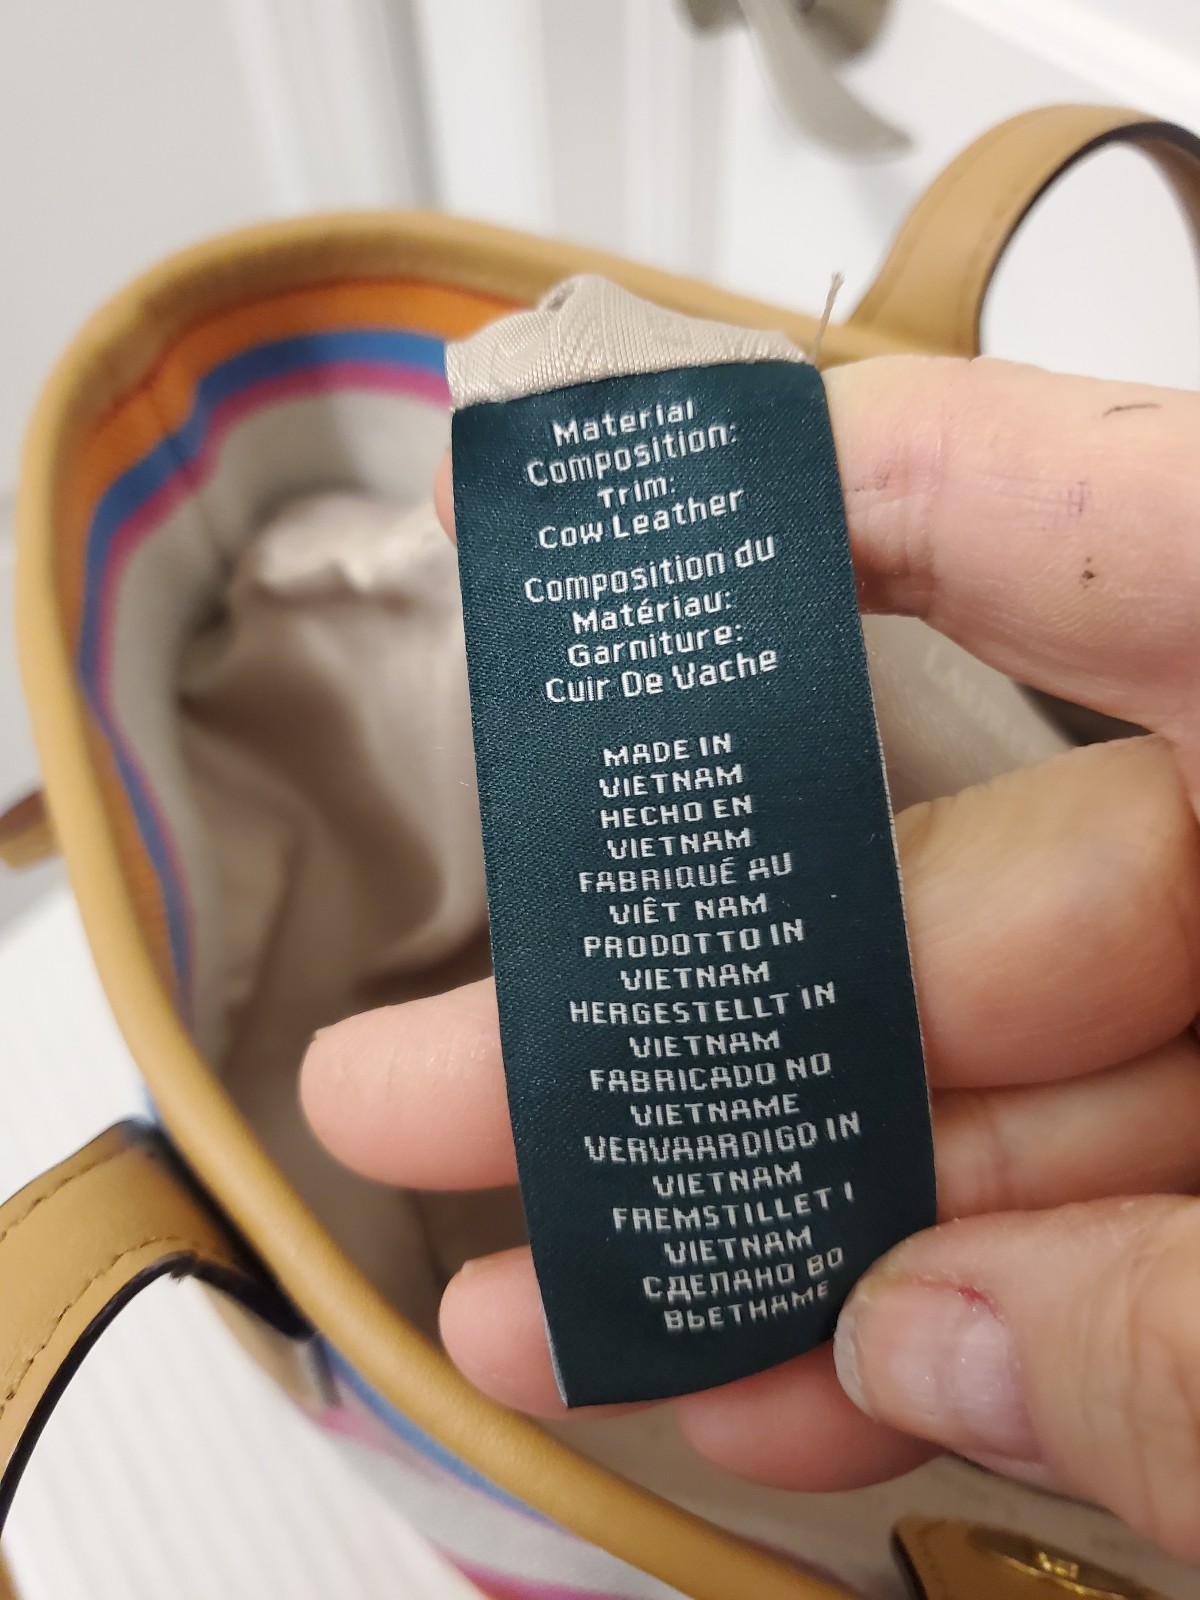 Material
Composition:
Trim:
Cow Leather
Composition du
Matériau:
Garniture:
Cuir De Vache
MADE IN
VIETNAM
HECHO EN
VIETNAM
FABRIQUÉ AU
VIÊT NAM
PRODOTTO IN
VIETNAM
HERGESTELLT IN
VIETNAM
FABRICADO NO
VIETNAME
VERVAARDIGD IN
VIETNAM
FREMSTILLET I
VIETNAM
СДЕЛАНО ВО
ВЬЕТНАМЕ